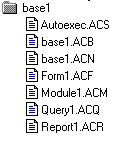 base1
Autoexec.ACS
base1.ACB
base1.ACN
Form1.ACF
Module1.ACM
Query1.ACQ
Report1.ACR